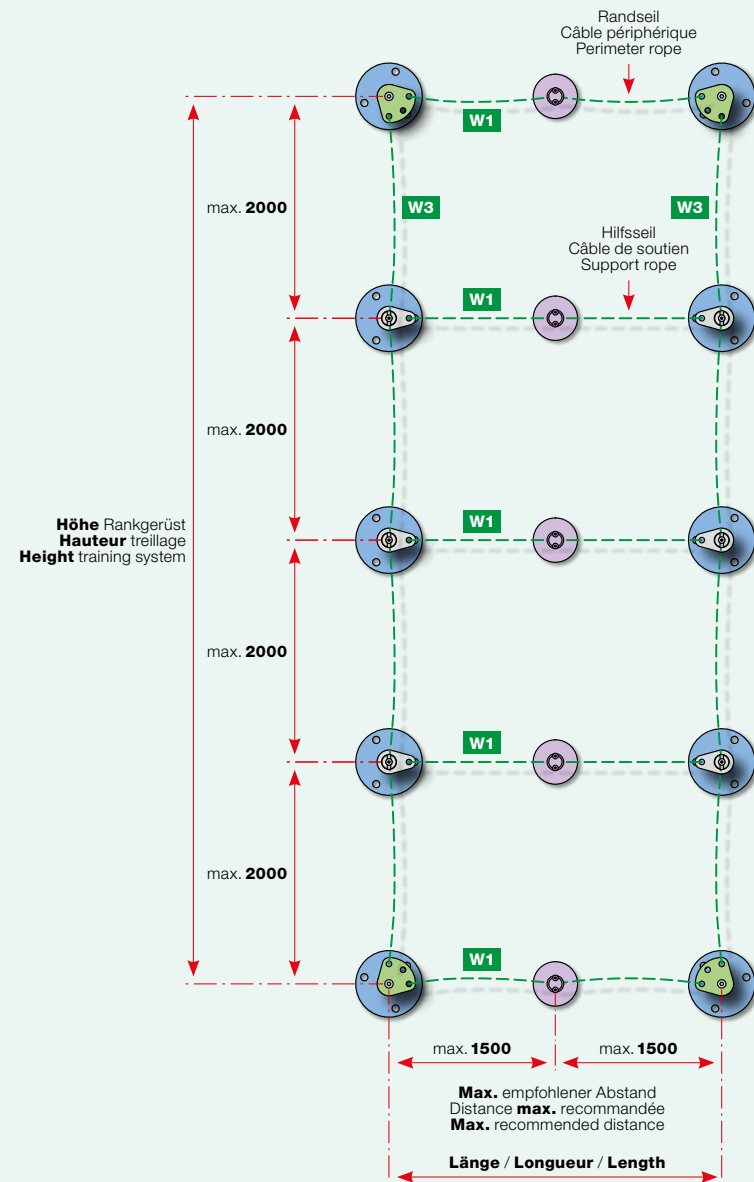 Randseil
Câble périphérique
Perimeter rope
W1
max. 2000
W3
W3
Hilfsseil
Câble de soutien
Support rope
W1
max. 2000
Höhe Rankgerüst
Hauteur treillage
Height training system
W1
max. 2000
W1
max. 2000
W1
max. 1500
max. 1500
Max. empfohlener Abstand
Distance max. recommandée
Max. recommended distance
Länge / Longueur / Length